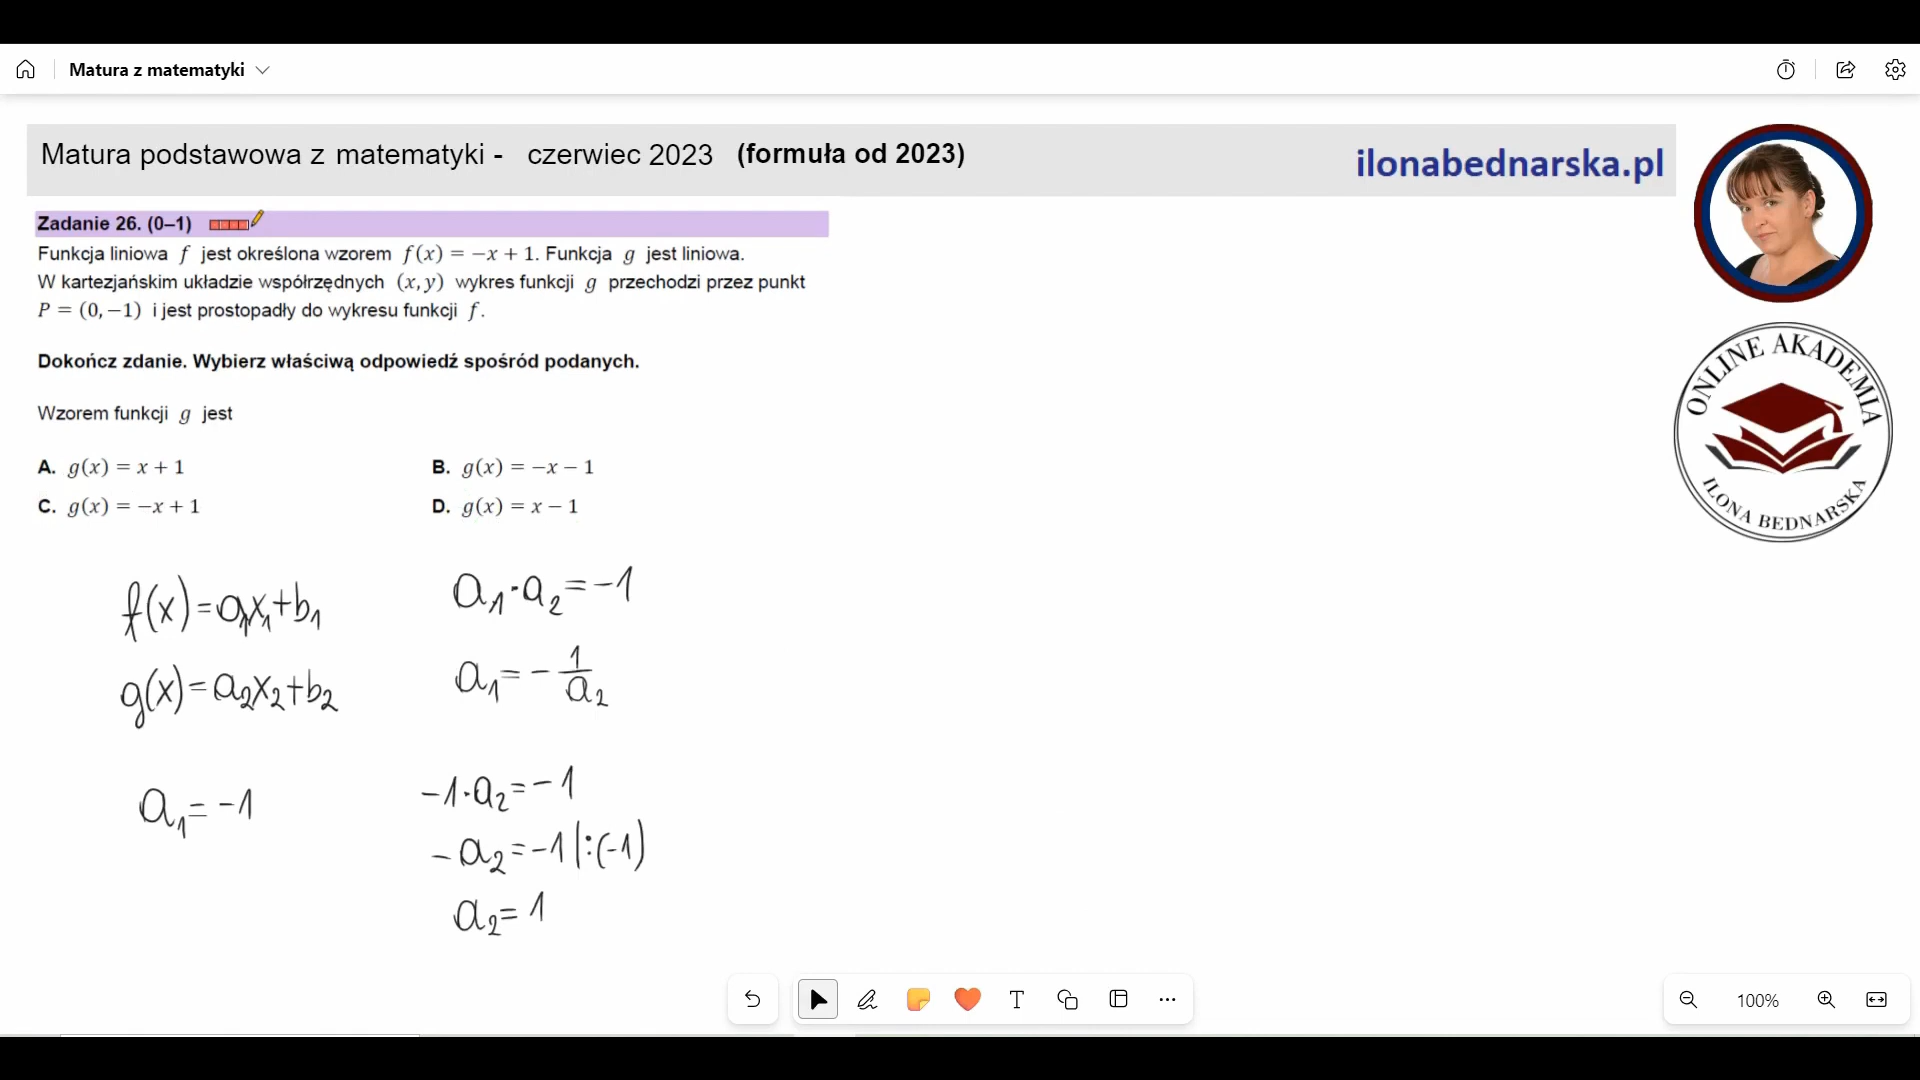 Matura z matematyki
Matura podstawowa z matematyki - czerwiec 2023 (formuła od 2023)
ilonabednarska.pl
Zadanie 26. (0–1)
Funkcja liniowa f jest określona wzorem f(x) = −x + 1. Funkcja g jest liniowa.
W kartezjańskim układzie współrzędnych (x, y) wykres funkcji g przechodzi przez punkt
P = (0, −1) i jest prostopadły do wykresu funkcji f.
Dokończ zdanie. Wybierz właściwą odpowiedź spośród podanych.
Wzorem funkcji g jest
A. g(x) = x + 1
B. g(x) = −x − 1
C. g(x) = −x + 1
D. g(x) = x − 1
f(x)=a₁x₁+b₁
g(x)=a₂x₂+b₂
a₁=-1
a₁·a₂=-1
a₁=-1/a₂
-1·a₂=-1
-a₂=-1|:(-1)
a₂=1
ONLINE AKADEMIA
ILONA BEDNARSKA
100%